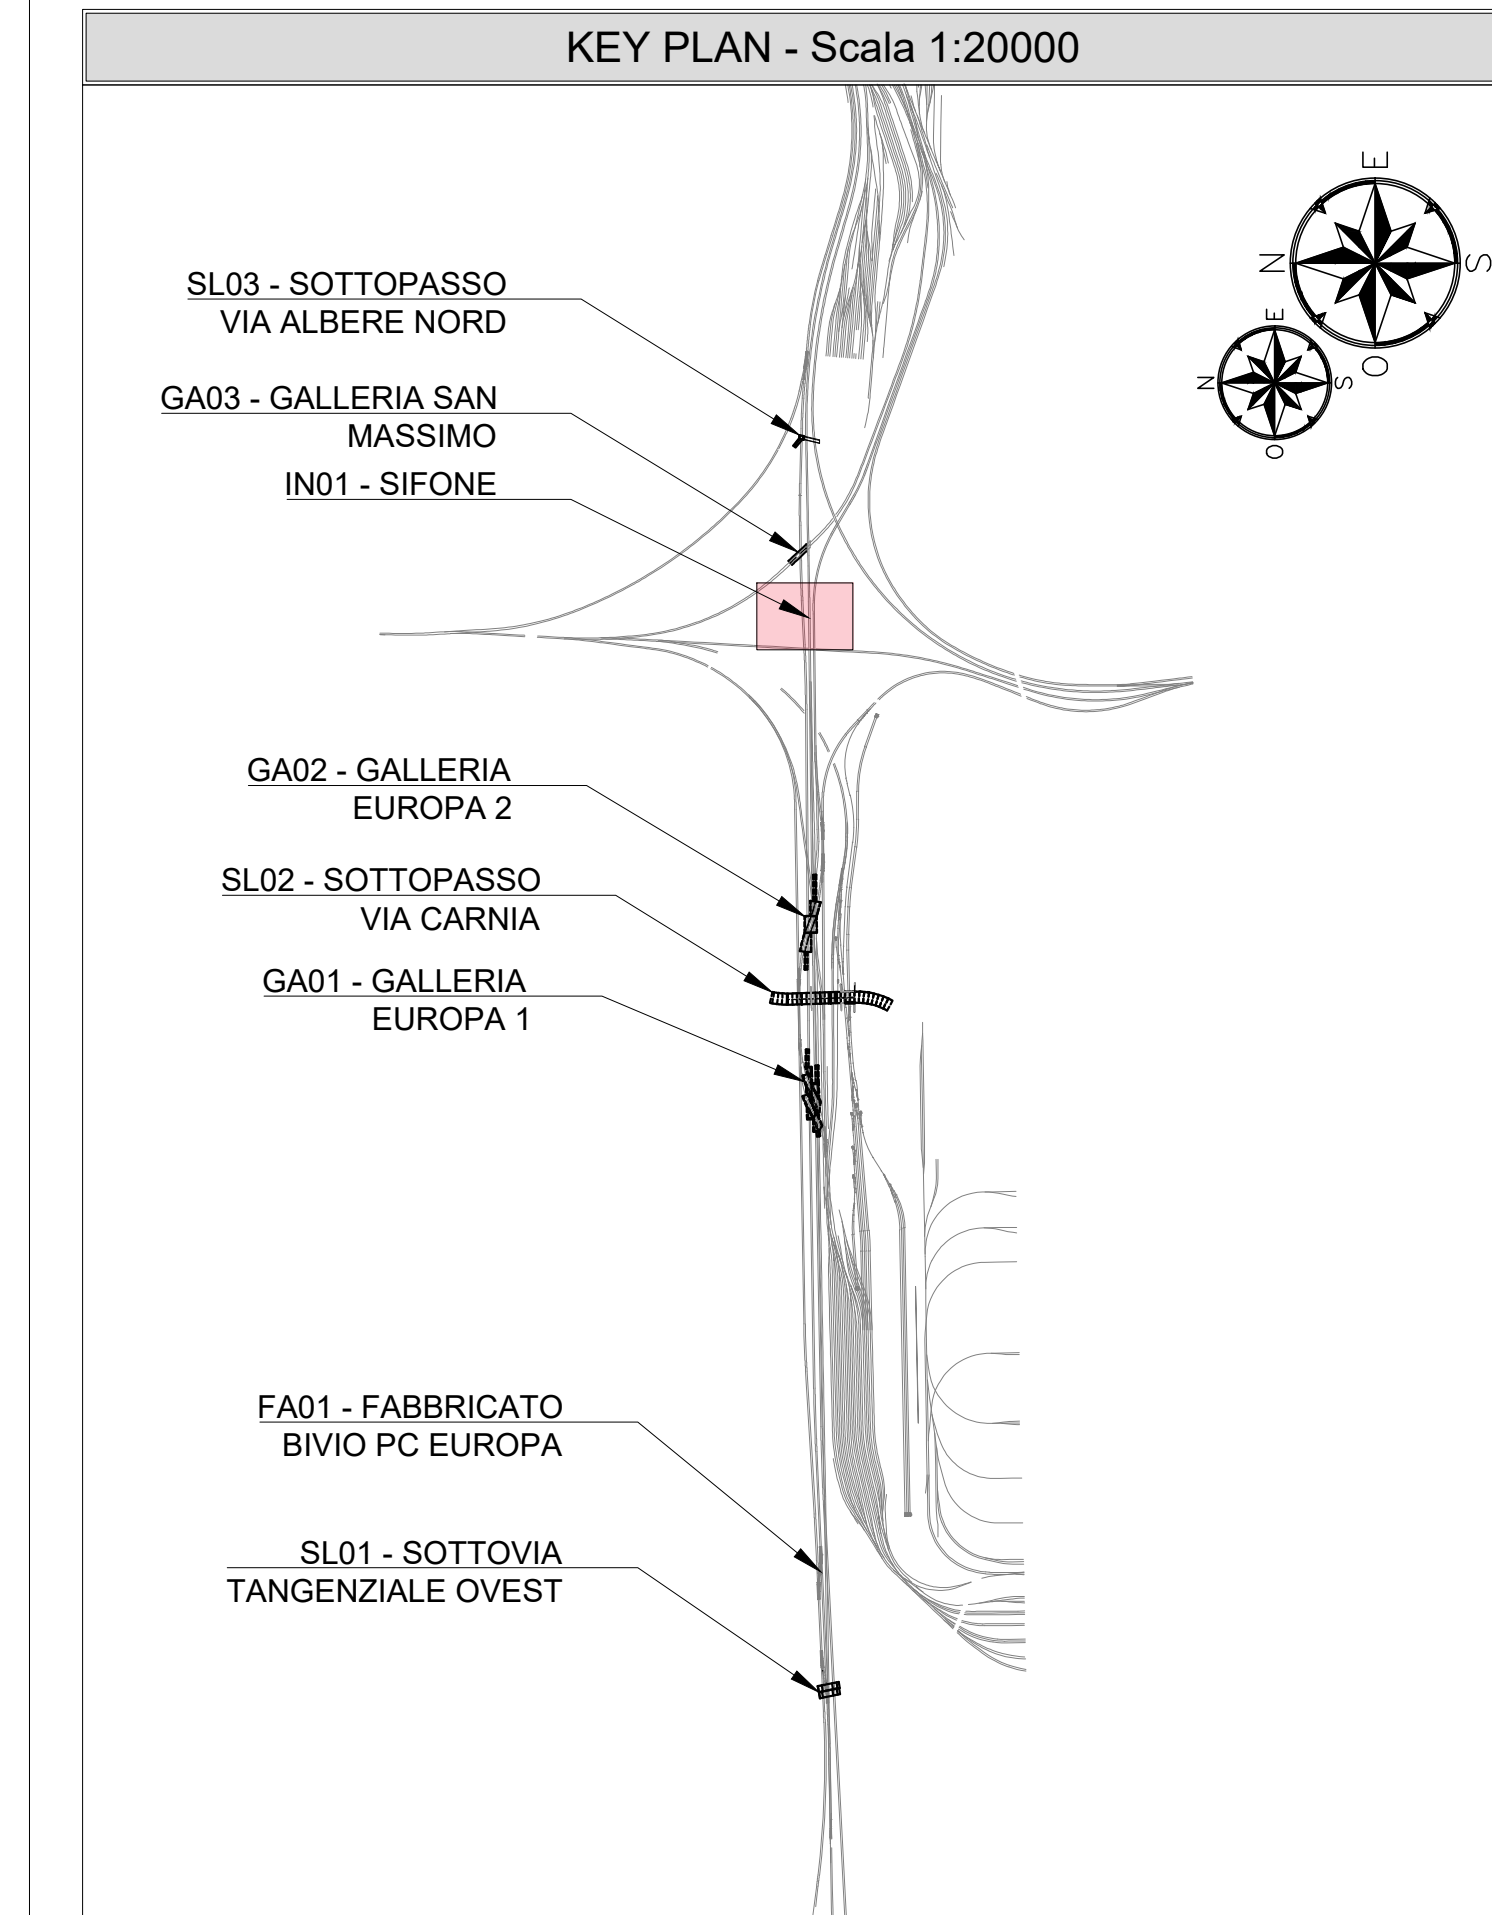 KEY PLAN - Scala 1:20000
E
N
S
O
E
N
S
O
SL03 - SOTTOPASSO
VIA ALBERE NORD
GA03 - GALLERIA SAN
MASSIMO
IN01 - SIFONE
GA02 - GALLERIA
EUROPA 2
SL02 - SOTTOPASSO
VIA CARNIA
GA01 - GALLERIA
EUROPA 1
FA01 - FABBRICATO
BIVIO PC EUROPA
SL01 - SOTTOVIA
TANGENZIALE OVEST